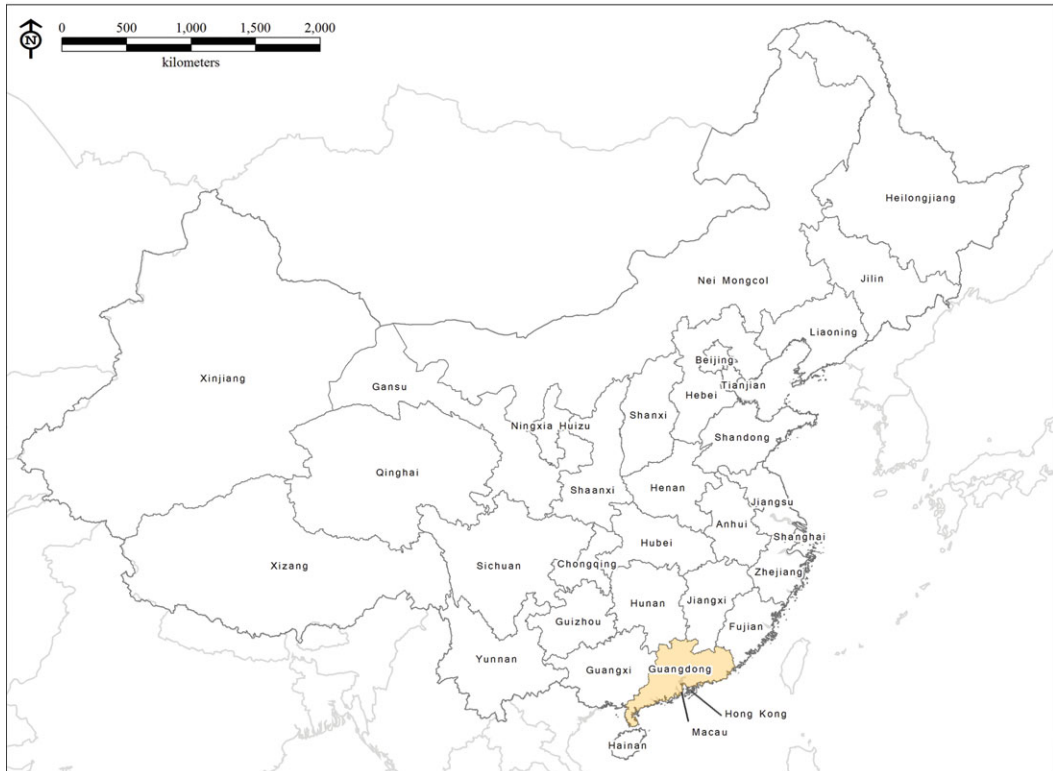 N
0 500 1,000 1,500 2,000
kilometers
Heilongjiang
Nei Mongcol
Jilin
Liaoning
Beijing
Tianjian
Xinjiang
Gansu
Hebei
Shanxi
Ningxia Huizu
Shandong
Qinghai
Shaanxi
Henan
Jiangsu
Anhui
Shanghai
Hubei
Xizang
Sichuan
Chongqing
Zhejiang
Hunan
Jiangxi
Guizhou
Fujian
Yunnan
Guangxi
Guangdong
Hong Kong
Macau
Hainan